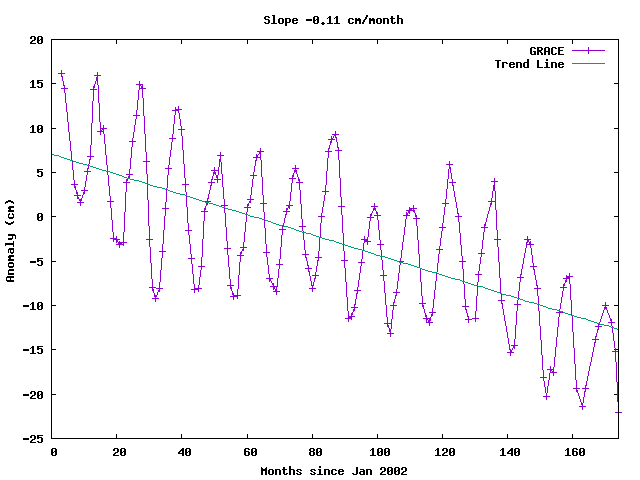 Slope -0.11 cm/month
GRACE
Trend Line
20
15
10
5
0
-5
-10
-15
-20
-25
Anomaly (cm)
0 20 40 60 80 100 120 140 160
Months since Jan 2002